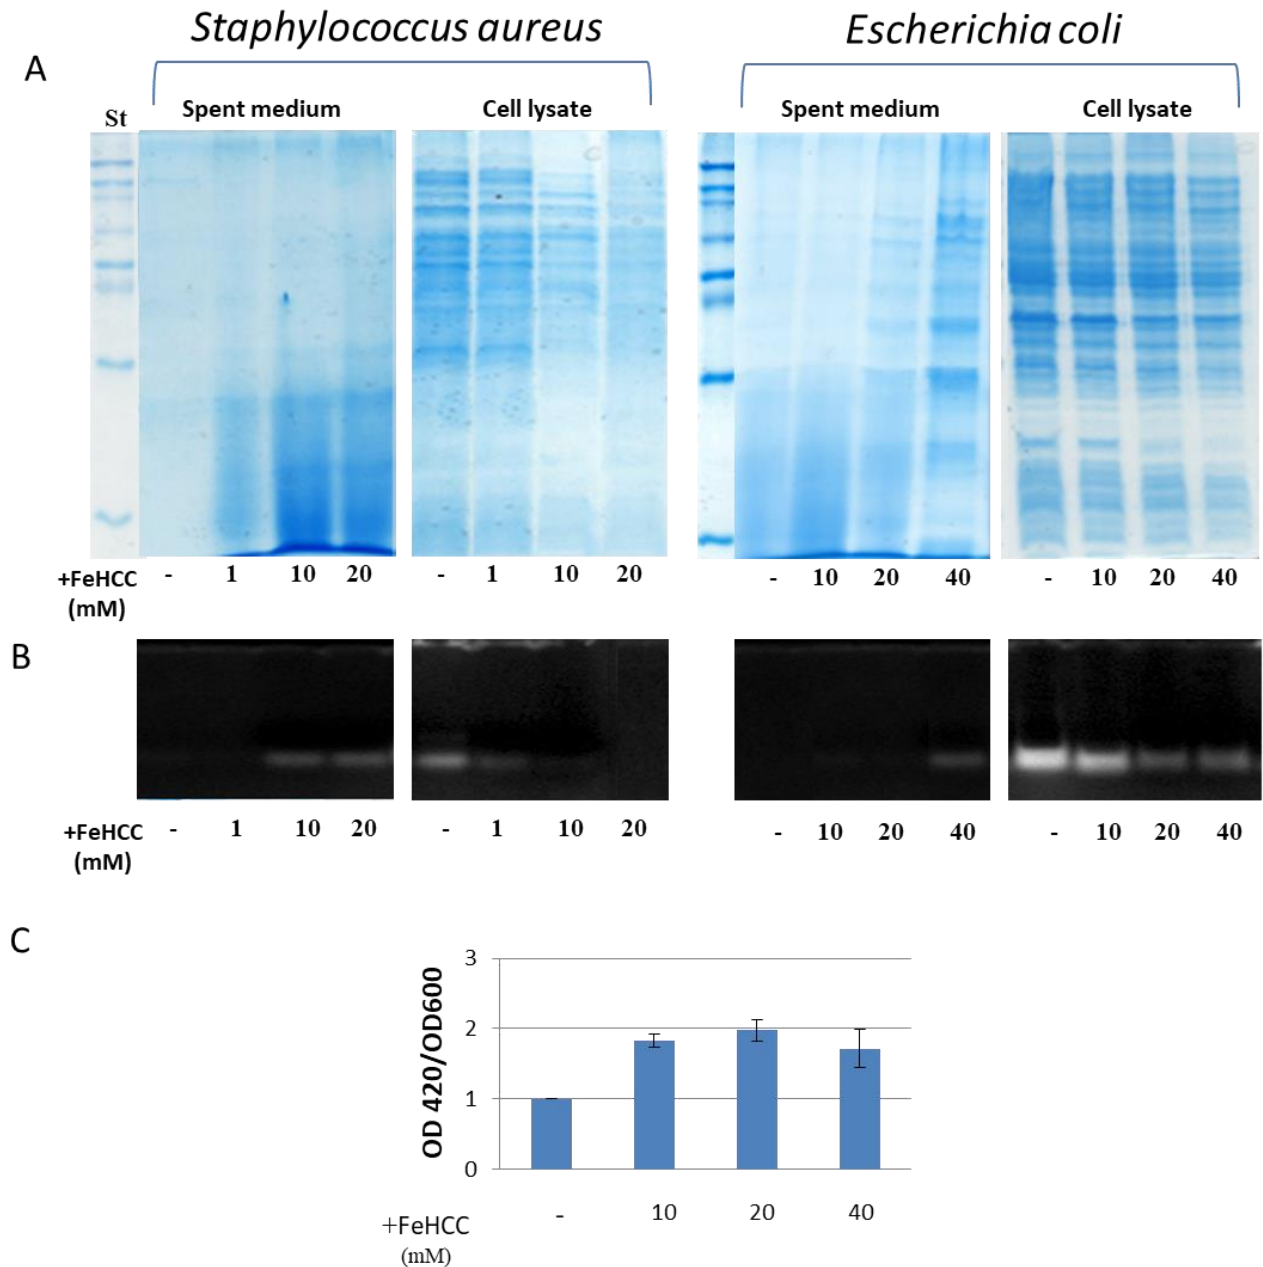 Staphylococcus aureus Escherichia coli
A
Spent medium Cell lysate Spent medium Cell lysate
St
+FeHCC - 1 10 20 - 1 10 20 - 10 20 40 - 10 20 40
(mM)
B
+FeHCC - 1 10 20 - 1 10 20 - 10 20 40 - 10 20 40
(mM)
C
3
2
1
0
OD 420/OD600
- 10 20 40
+FeHCC
(mM)